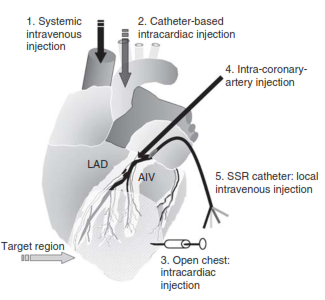 1. Systemic
intravenous
injection
2. Catheter-based
intracardiac injection
4. Intra-coronary-
artery injection
LAD
AIV
5. SSR catheter: local
intravenous injection
Target region
3. Open chest:
intracardiac
injection